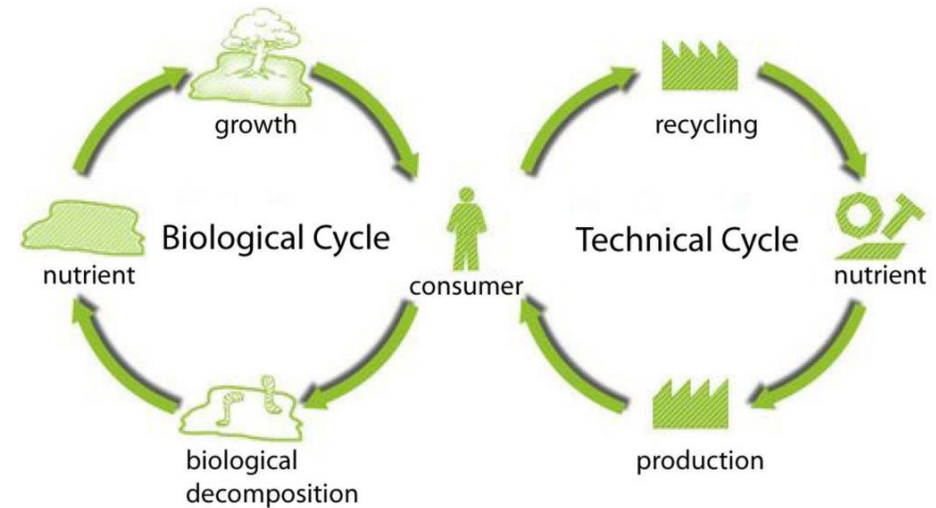 growth
recycling
Biological Cycle
Technical Cycle
nutrient
consumer
nutrient
biological
decomposition
production